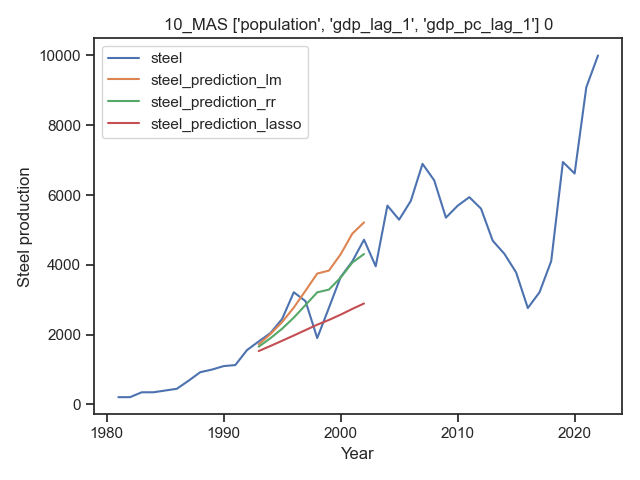 10_MAS ['population', 'gdp_lag_1', 'gdp_pc_lag_1'] 0
steel
steel_prediction_lm
steel_prediction_rr
steel_prediction_lasso
Steel production
10000
8000
6000
4000
2000
0
1980
1990
2000
2010
2020
Year